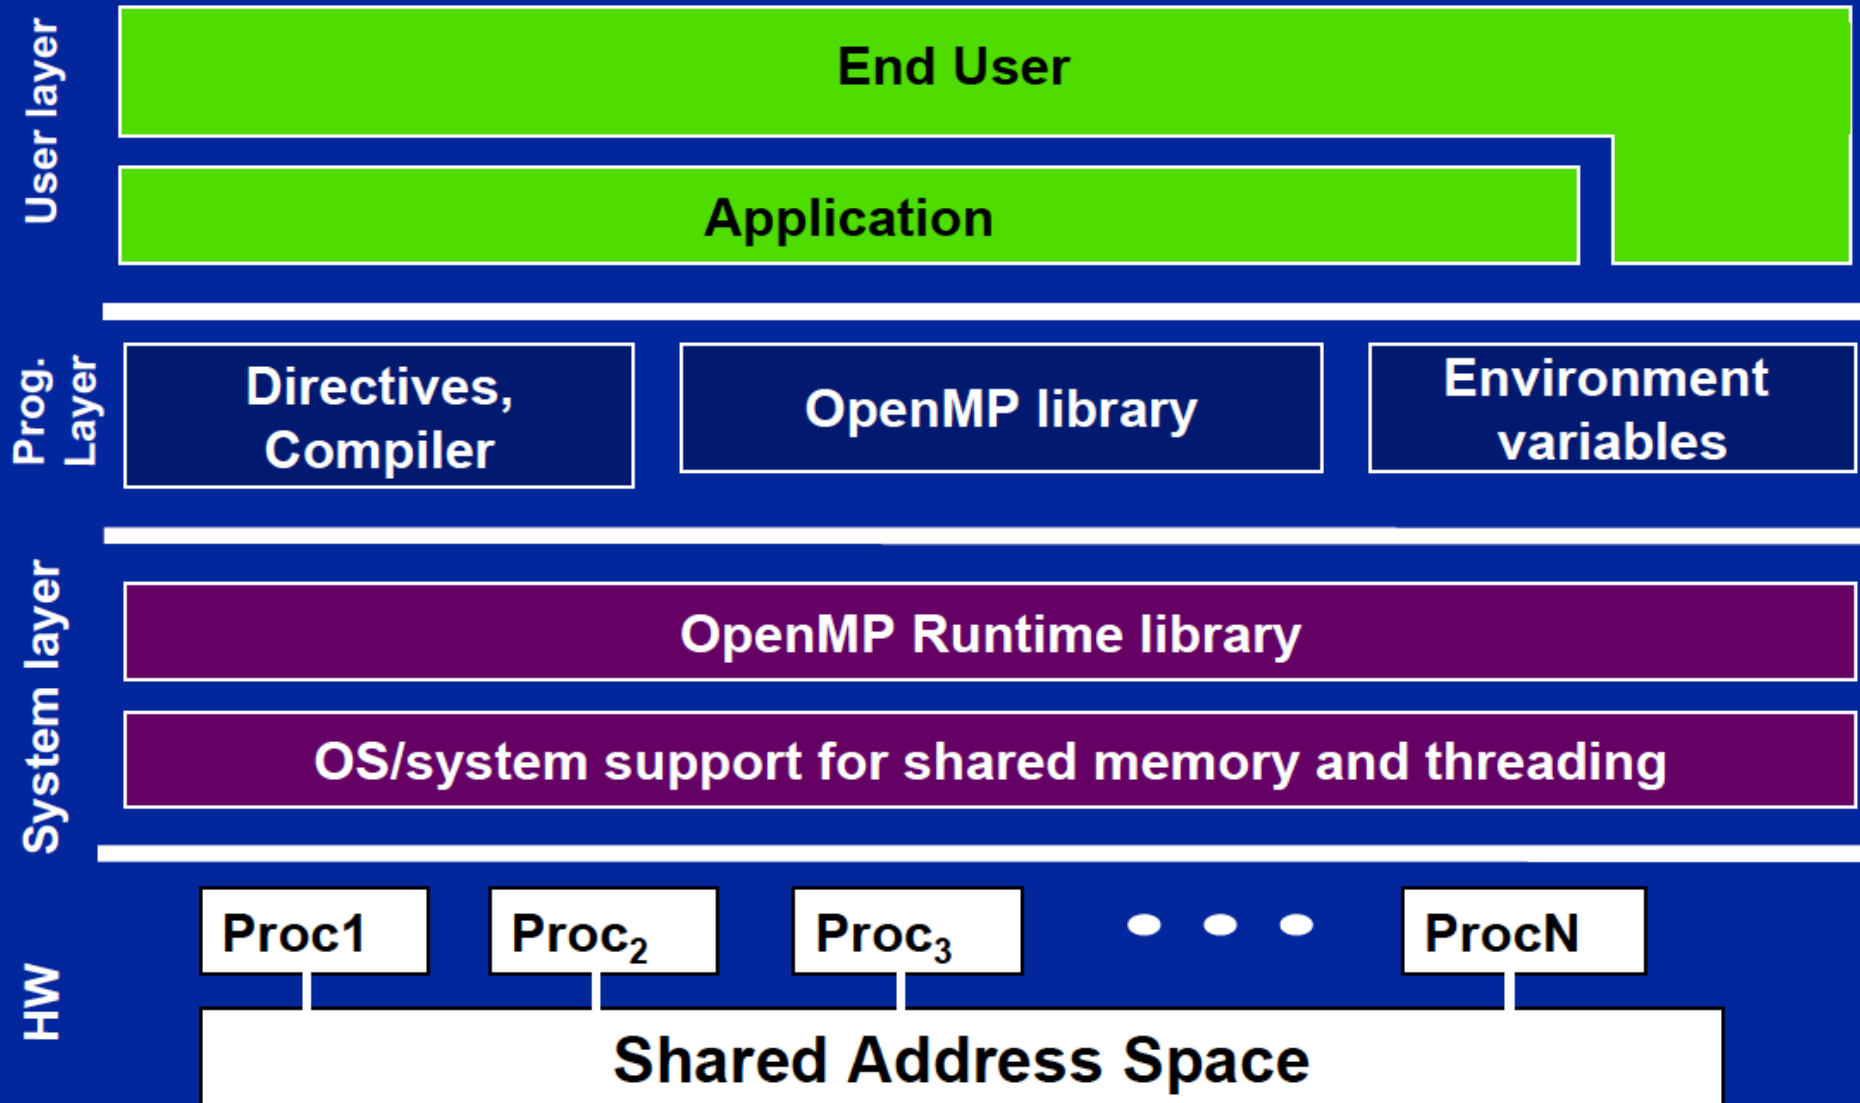 User layer
End User
Application
Prog.
Layer
Directives,
Compiler
OpenMP library
Environment
variables
System layer
OpenMP Runtime library
OS/system support for shared memory and threading
HW
Proc1
Proc₂
Proc₃
ProcN
Shared Address Space